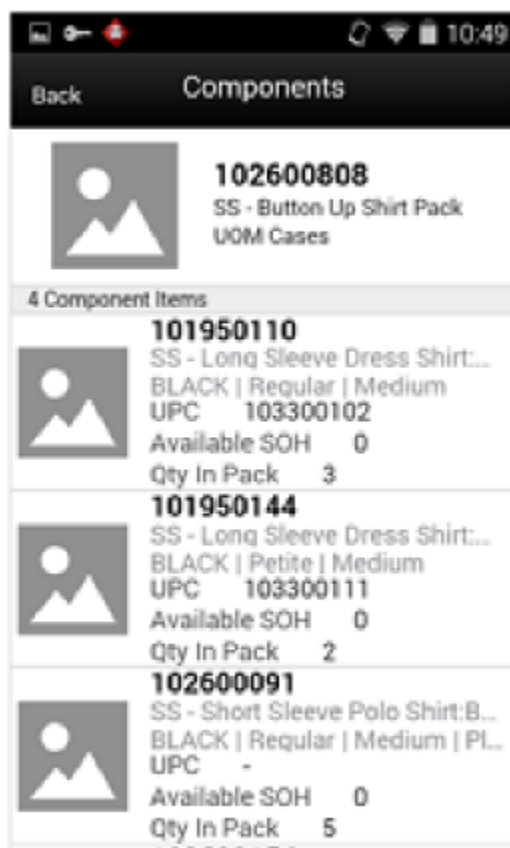 10:49
Back
Components
102600808
SS - Button Up Shirt Pack
UOM Cases
4 Component Items
101950110
SS - Long Sleeve Dress Shirt:...
BLACK | Regular | Medium
UPC 103300102
Available SOH 0
Qty In Pack 3
101950144
SS - Long Sleeve Dress Shirt:...
BLACK | Petite | Medium
UPC 103300111
Available SOH 0
Qty In Pack 2
102600091
SS - Short Sleeve Polo Shirt:B...
BLACK | Regular | Medium | Pl...
UPC -
Available SOH 0
Qty In Pack 5